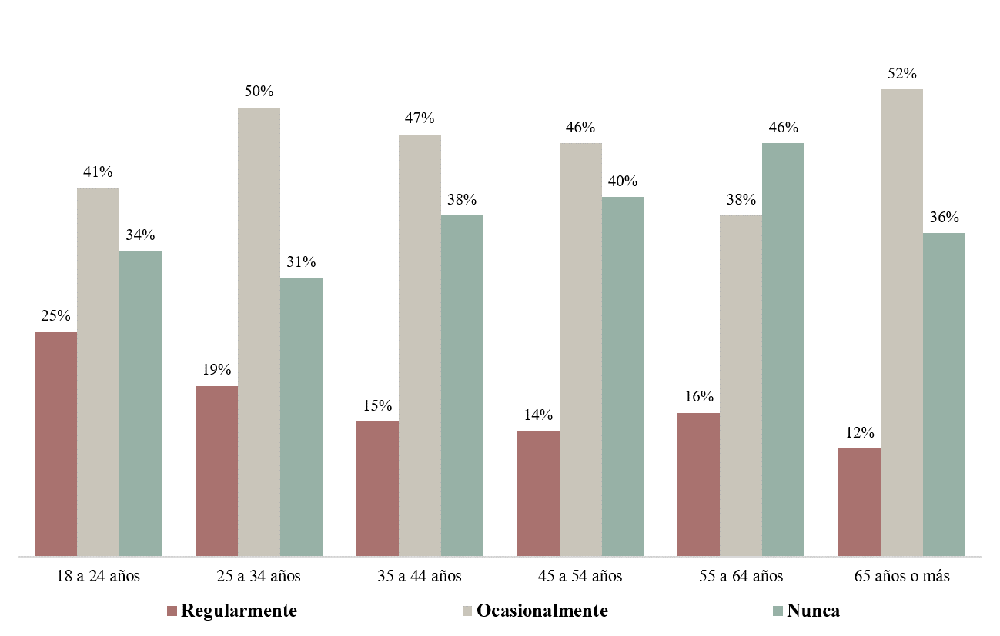 52%
50%
47%
46%
46%
41%
40%
38%
38%
36%
34%
31%
25%
19%
16%
15%
14%
12%
18 a 24 años
25 a 34 años
35 a 44 años
45 a 54 años
55 a 64 años
65 años o más
Regularmente
Ocasionalmente
Nunca